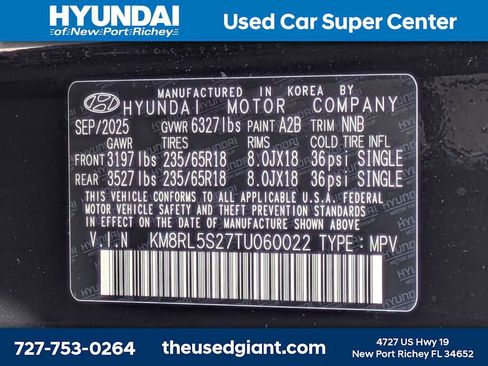 HYUNDAI
of New Port Richey
Used Car Super Center
MANUFACTURED IN KOREA BY
HYUNDAI MOTOR COMPANY
SEP/2025 GVWR 6327lbs PAINT A2B TRIM NNB
GAWR TIRES RIMS COLD TIRE INFL
FRONT 3197 lbs 235/65R18 8.0JX18 36psi SINGLE
REAR 3527 lbs 235/65R18 8.0JX18 36psi SINGLE
THIS VEHICLE CONFORMS TO ALL APPLICABLE U.S.A. FEDERAL
MOTOR VEHICLE SAFETY, BUMPER, AND THEFT PREVENTION STANDARDS
IN EFFECT ON THE DATE OF MANUFACTURE SHOWN ABOVE.
V.I.N KM8RL5S27TU060022 TYPE: MPV
727-753-0264
theusedgiant.com
4727 US Hwy 19
New Port Richey FL 34652